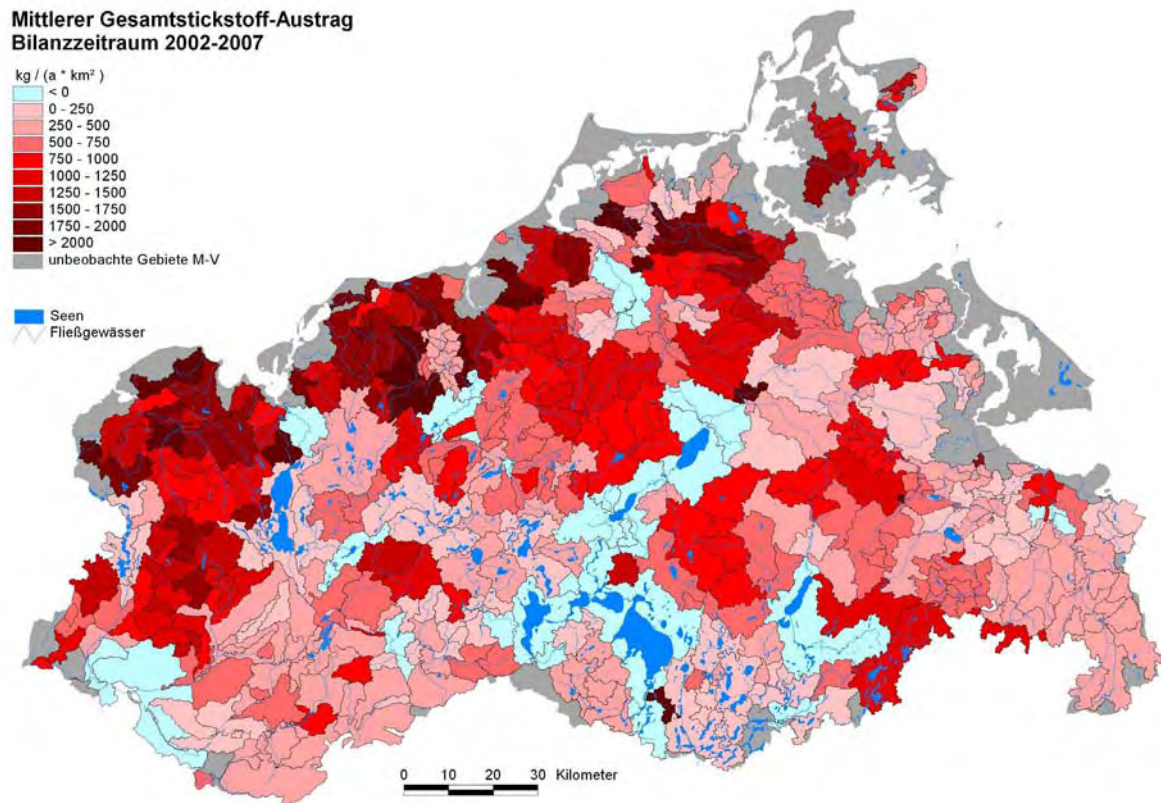 Mittlerer Gesamtstickstoff-Austrag
Bilanzzeitraum 2002-2007
kg / (a * km² )
< 0
0 - 250
250 - 500
500 - 750
750 - 1000
1000 - 1250
1250 - 1500
1500 - 1750
1750 - 2000
> 2000
unbeobachte Gebiete M-V
Seen
Fließgewässer
0 10 20 30 Kilometer